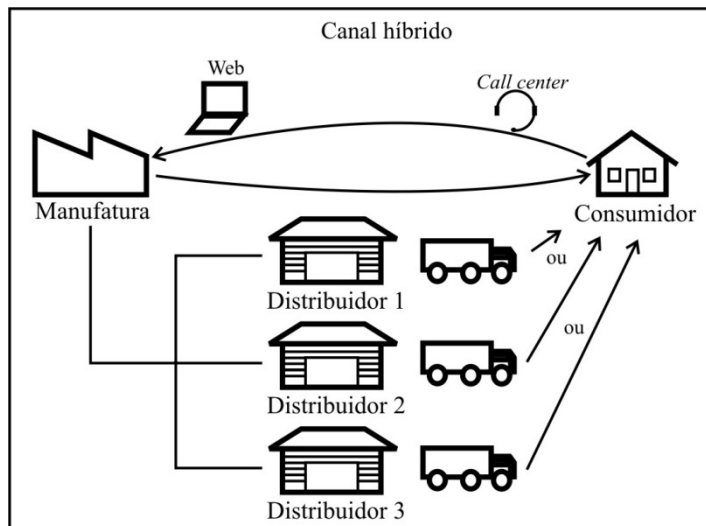 Canal híbrido
Web
Call center
Manufatura
Consumidor
ou
Distribuidor 1
ou
Distribuidor 2
Distribuidor 3